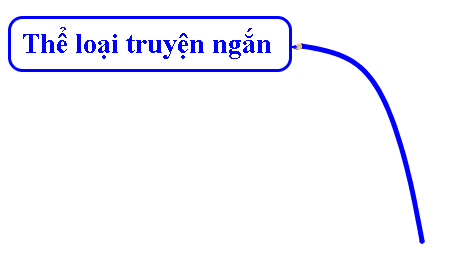 Thể loại truyện ngắn